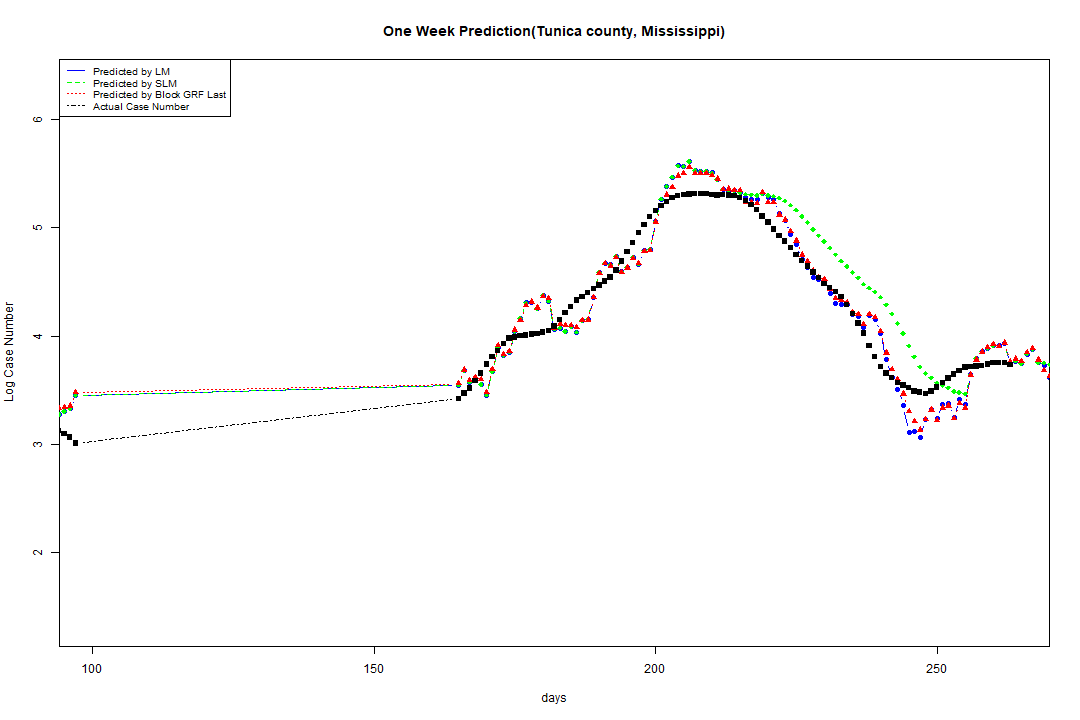 One Week Prediction(Tunica county, Mississippi)
Predicted by LM
Predicted by SLM
Predicted by Block GRF Last
Actual Case Number
Log Case Number
6
5
4
3
2
100 150 200 250
days